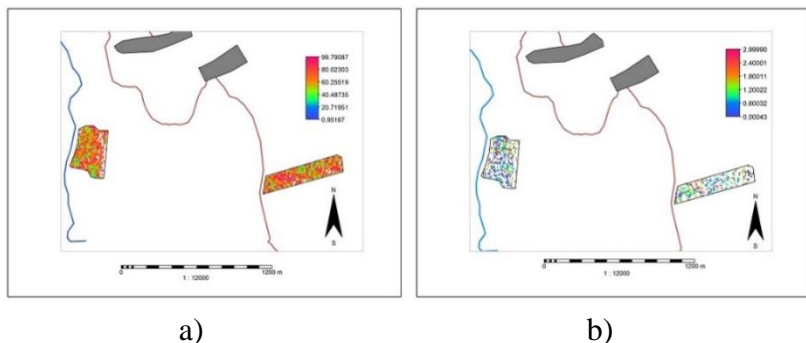 99.79087
80.02303
60.25519
40.48735
20.71951
0.95167
N
S
0
1200 m
1 : 12000
a)
2.99990
2.40001
1.80011
1.20022
0.60032
0.00043
N
S
0
1200 m
1 : 12000
b)